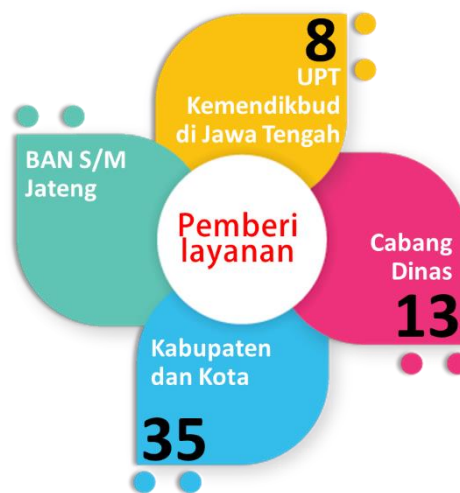 8
UPT
Kemendikbud
di Jawa Tengah
BAN S/M
Jateng
Pemberi
layanan
Cabang
Dinas
13
Kabupaten
dan Kota
35